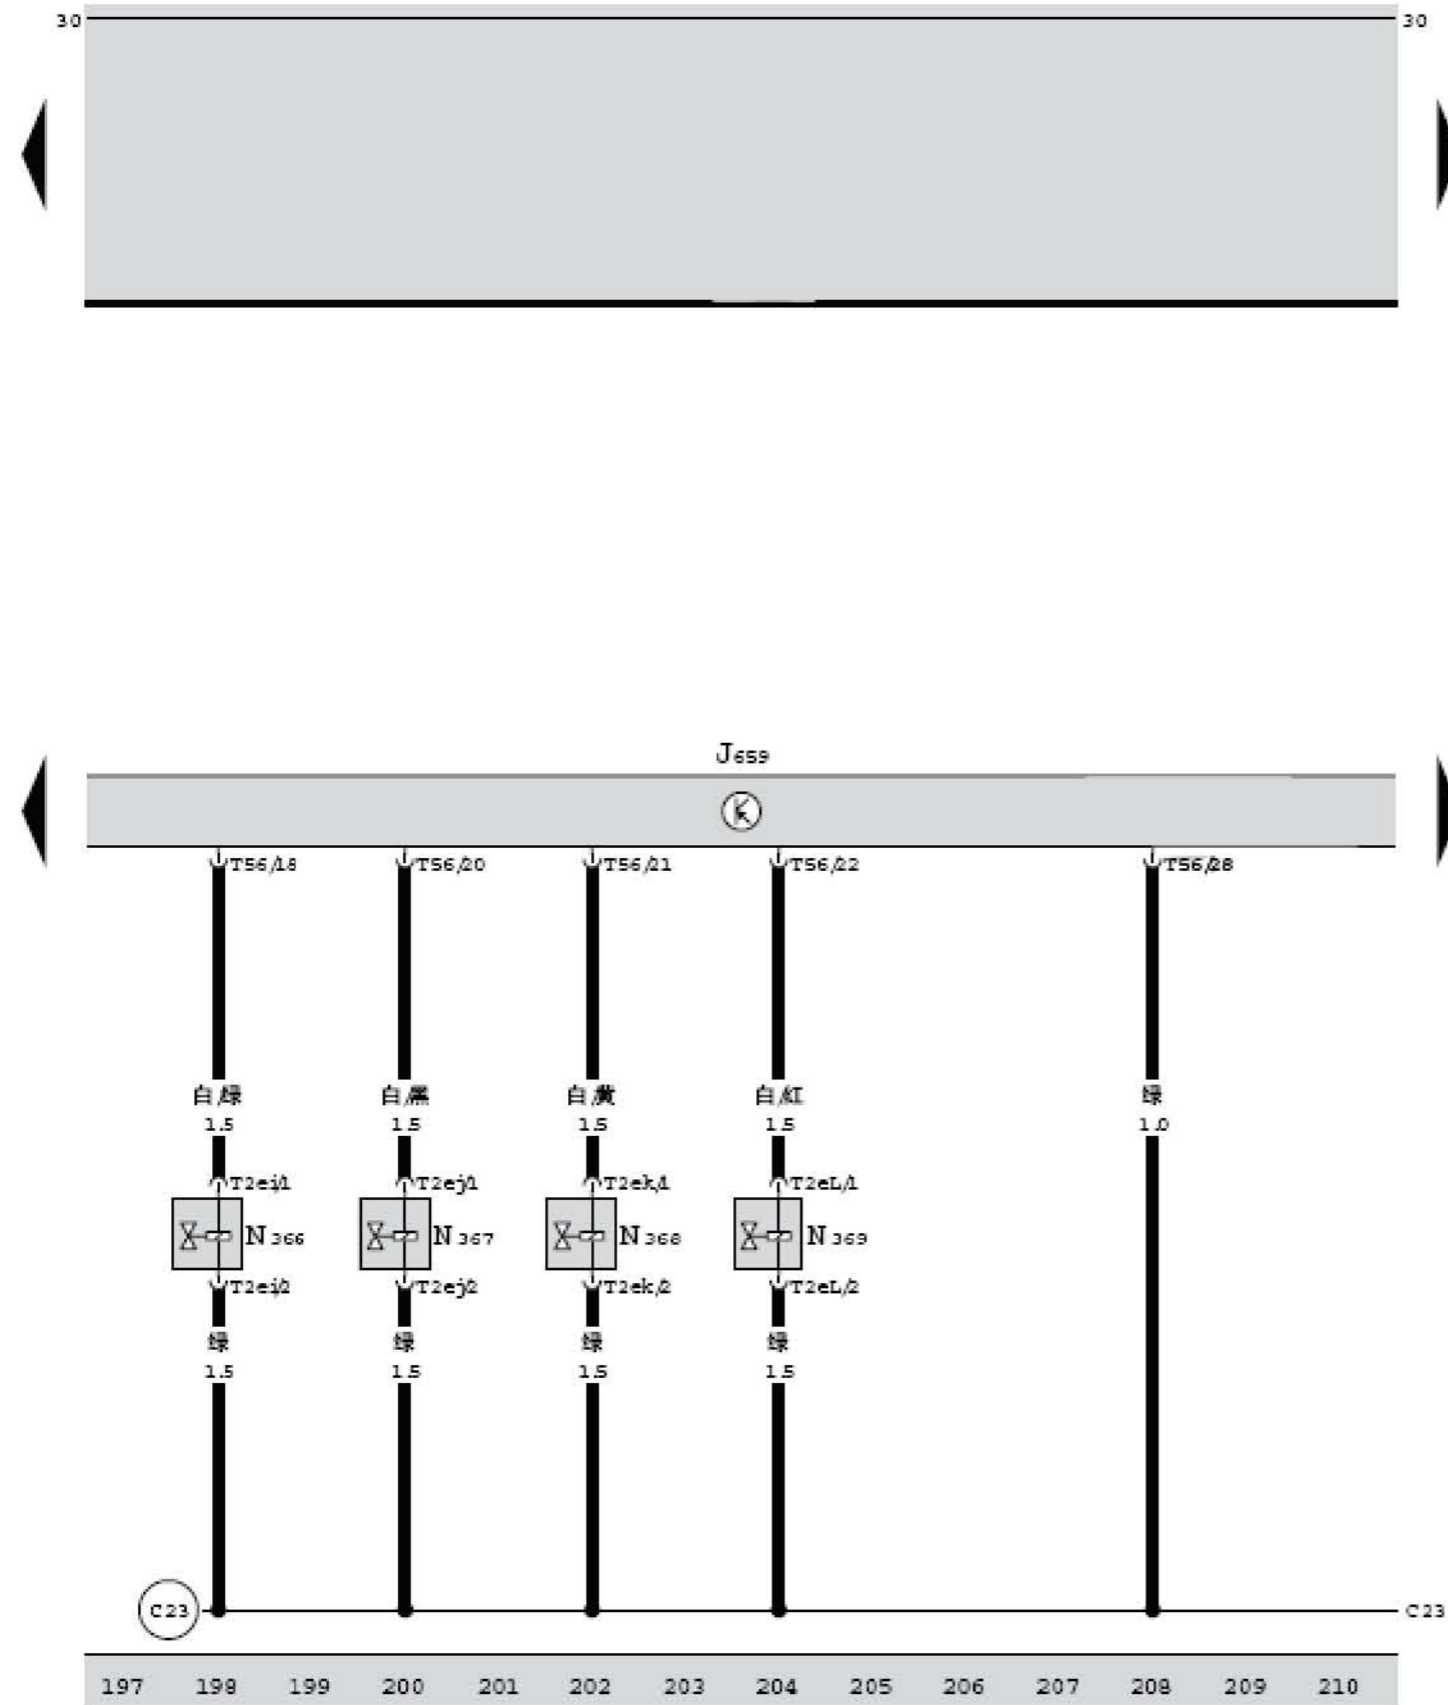 30 30
J659
K
T56/18 T56/20 T56/21 T56/22 T56/28
白/绿 白/黑 白/黄 白/红 绿
1.5 1.5 1.5 1.5 1.0
T2ei/1 T2ej/1 T2ek/1 T2eL/1
N366 N367 N368 N369
T2ei/2 T2ej/2 T2ek/2 T2eL/2
绿 绿 绿 绿
1.5 1.5 1.5 1.5
C23 C23
197 198 199 200 201 202 203 204 205 206 207 208 209 210